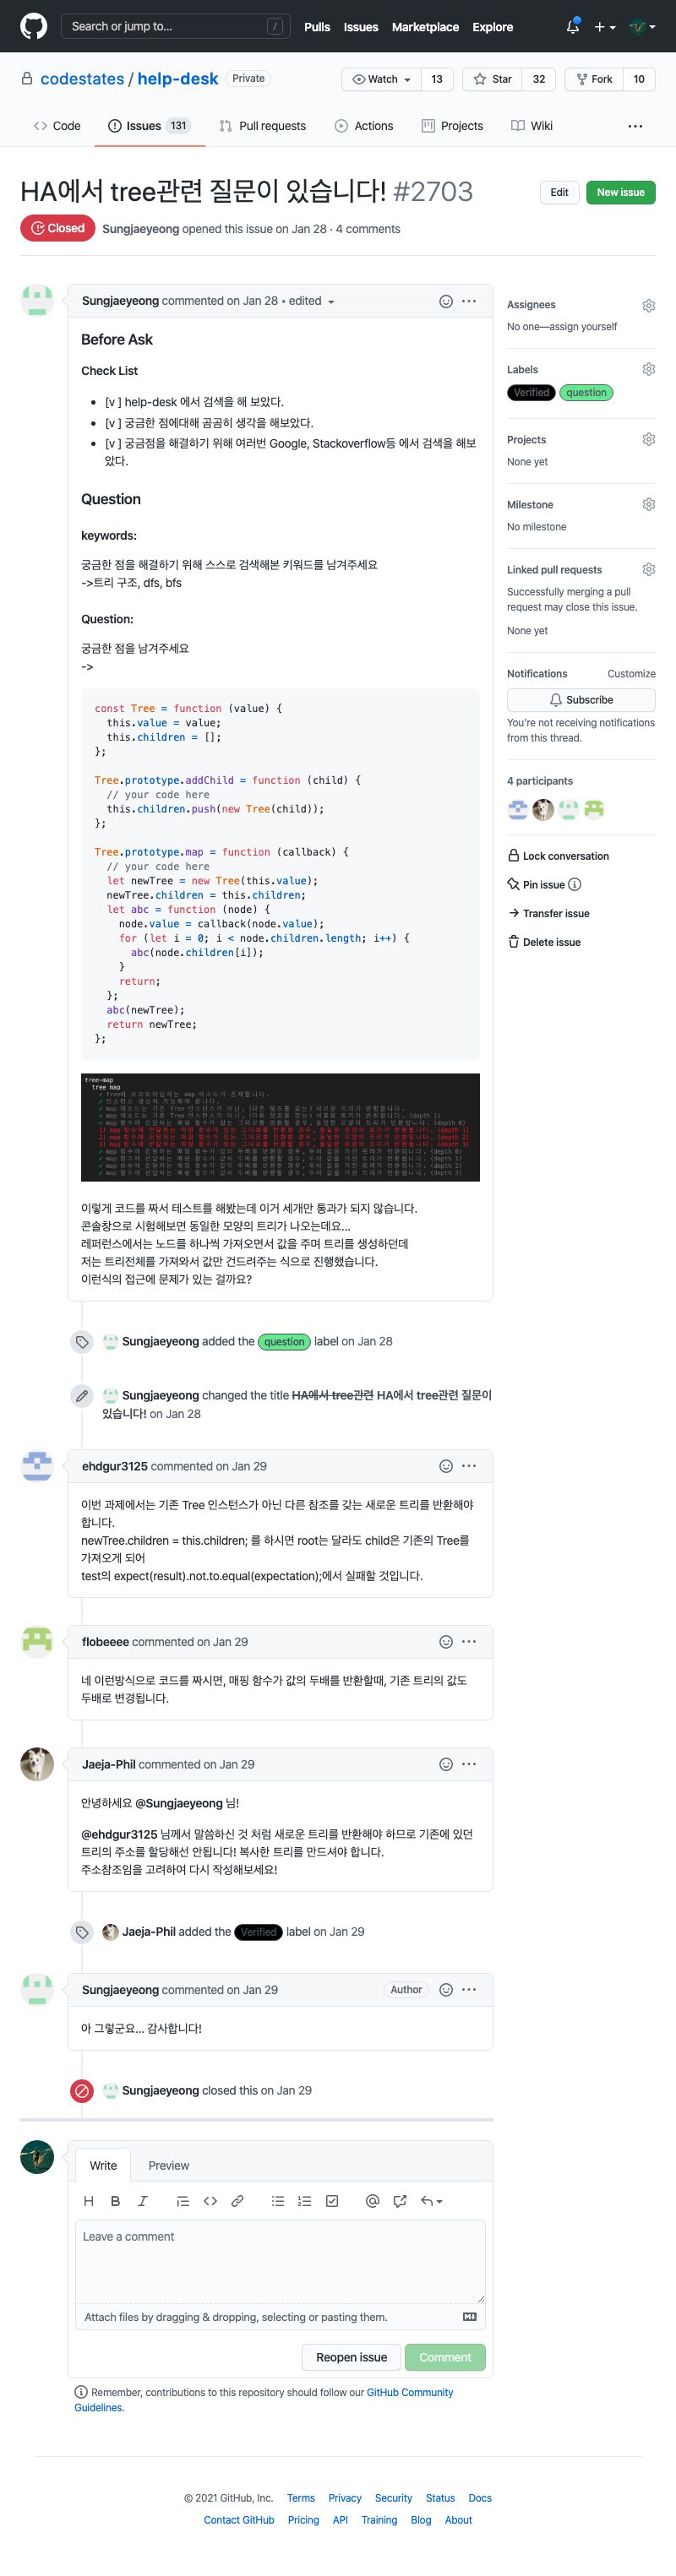 Search or jump to... /
Pulls Issues Marketplace Explore
codestates / help-desk Private
Watch 13 Star 32 Fork 10
Code Issues 131 Pull requests Actions Projects Wiki
HA에서 tree관련 질문이 있습니다! #2703
Edit New issue
Closed Sungjaeyeong opened this issue on Jan 28 · 4 comments
Sungjaeyeong commented on Jan 28 • edited
Before Ask
Check List
[v ] help-desk 에서 검색을 해 보았다.
[v ] 궁금한 점에대해 곰곰히 생각을 해보았다.
[v ] 궁금점을 해결하기 위해 여러번 Google, Stackoverflow등 에서 검색을 해보
았다.
Question
keywords:
궁금한 점을 해결하기 위해 스스로 검색해본 키워드를 남겨주세요
->트리 구조, dfs, bfs
Question:
궁금한 점을 남겨주세요
->
const Tree = function (value) {
this.value = value;
this.children = [];
};
Tree.prototype.addChild = function (child) {
// your code here
this.children.push(new Tree(child));
};
Tree.prototype.map = function (callback) {
// your code here
let newTree = new Tree(this.value);
newTree.children = this.children;
let abc = function (node) {
node.value = callback(node.value);
for (let i = 0; i < node.children.length; i++) {
abc(node.children[i]);
}
return;
};
abc(newTree);
return newTree;
};
tree-map
tree map
이렇게 코드를 짜서 테스트를 해봤는데 이거 세개만 통과가 되지 않습니다.
콘솔창으로 시험해보면 동일한 모양의 트리가 나오는데요...
레퍼런스에서는 노드를 하나씩 가져오면서 값을 주며 트리를 생성하던데
저는 트리전체를 가져와서 값만 건드려주는 식으로 진행했습니다.
이런식의 접근에 문제가 있는 걸까요?
Sungjaeyeong added the question label on Jan 28
Sungjaeyeong changed the title HA에서 tree관련 HA에서 tree관련 질문이
있습니다! on Jan 28
ehdgur3125 commented on Jan 29
이번 과제에서는 기존 Tree 인스턴스가 아닌 다른 참조를 갖는 새로운 트리를 반환해야
합니다.
newTree.children = this.children; 를 하시면 root는 달라도 child은 기존의 Tree를
가져오게 되어
test의 expect(result).not.to.equal(expectation);에서 실패할 것입니다.
flobeeee commented on Jan 29
네 이런방식으로 코드를 짜시면, 매핑 함수가 값의 두배를 반환할때, 기존 트리의 값도
두배로 변경됩니다.
Jaeja-Phil commented on Jan 29
안녕하세요 @Sungjaeyeong 님!
@ehdgur3125 님께서 말씀하신 것 처럼 새로운 트리를 반환해야 하므로 기존에 있던
트리의 주소를 할당해선 안됩니다! 복사한 트리를 만드셔야 합니다.
주소참조임을 고려하여 다시 작성해보세요!
Jaeja-Phil added the Verified label on Jan 29
Sungjaeyeong commented on Jan 29 Author
아 그렇군요... 감사합니다!
Sungjaeyeong closed this on Jan 29
Write Preview
Leave a comment
Attach files by dragging & dropping, selecting or pasting them.
Reopen issue Comment
Remember, contributions to this repository should follow our GitHub Community
Guidelines.
Assignees
No one—assign yourself
Labels
Verified question
Projects
None yet
Milestone
No milestone
Linked pull requests
Successfully merging a pull
request may close this issue.
None yet
Notifications Customize
Subscribe
You're not receiving notifications
from this thread.
4 participants
Lock conversation
Pin issue
Transfer issue
Delete issue
© 2021 GitHub, Inc. Terms Privacy Security Status Docs
Contact GitHub Pricing API Training Blog About